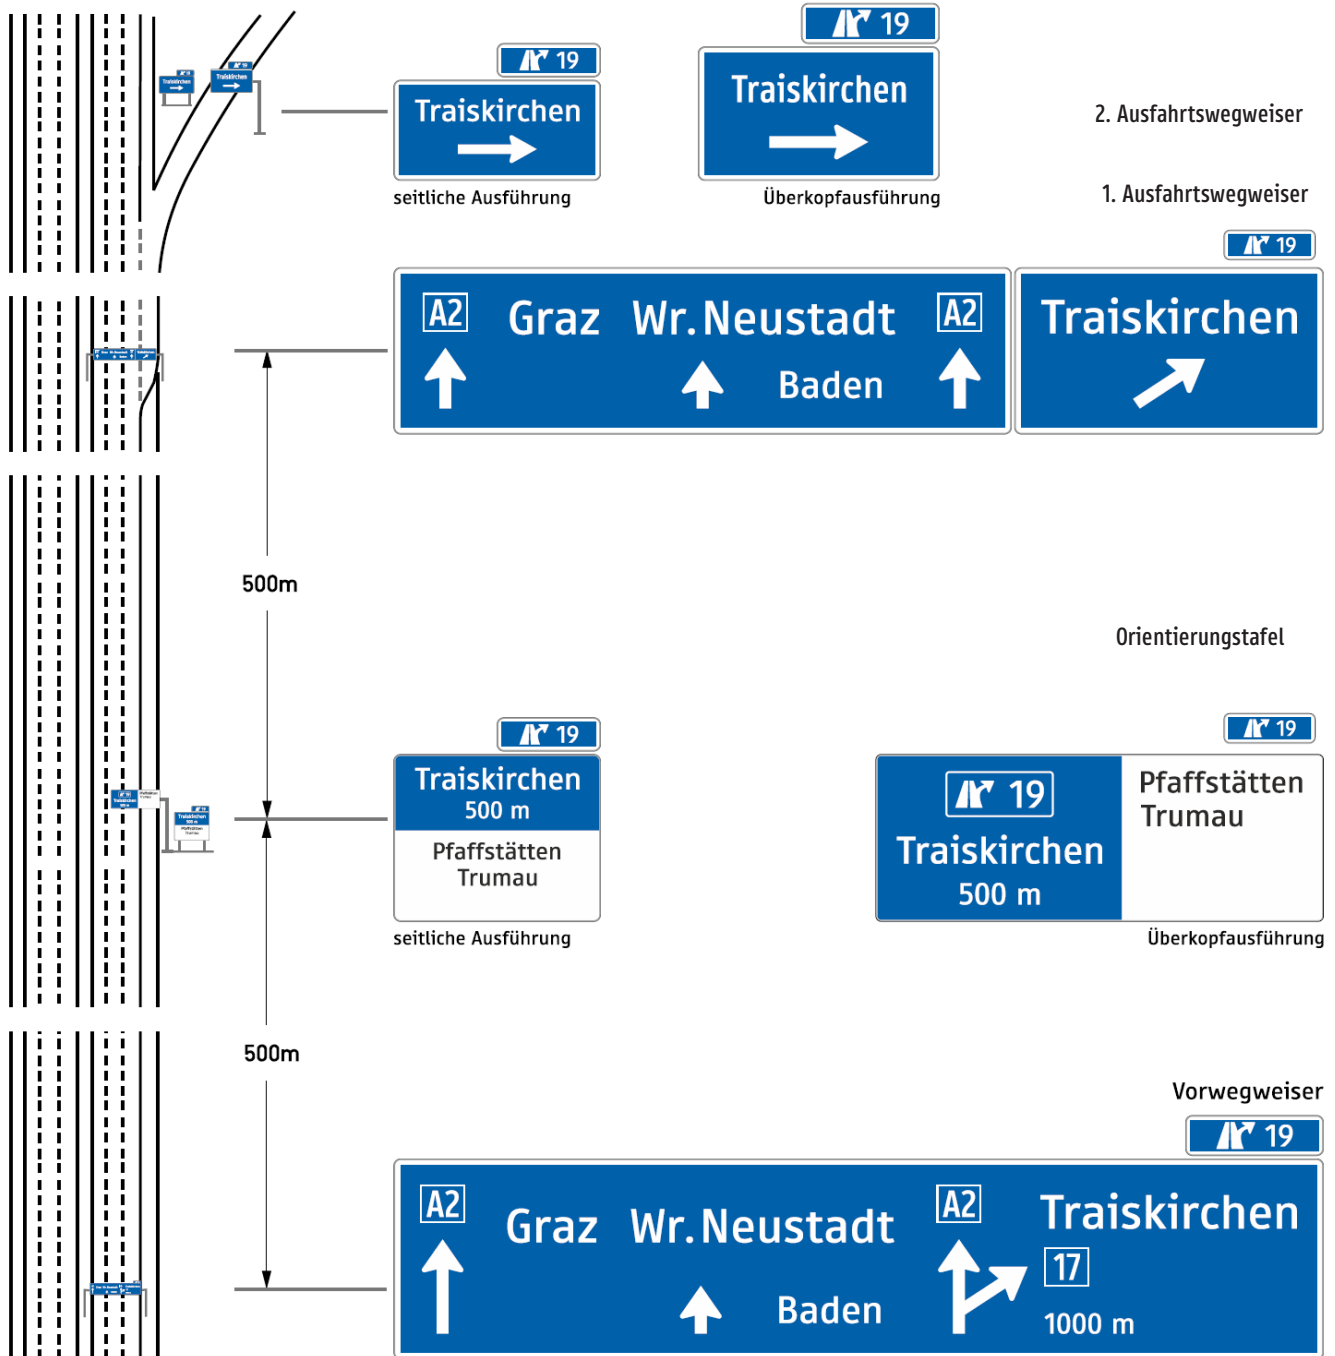 19
19
Traiskirchen
Traiskirchen
2. Ausfahrtswegweiser
seitliche Ausführung
Überkopfausführung
1. Ausfahrtswegweiser
19
A2 Graz Wr. Neustadt A2
Baden
Traiskirchen
500m
Orientierungstafel
19
Traiskirchen
500 m
Pfaffstätten
Trumau
seitliche Ausführung
19
19
Traiskirchen
500 m
Pfaffstätten
Trumau
Überkopfausführung
500m
Vorwegweiser
19
A2 Graz Wr. Neustadt A2 Traiskirchen
17
Baden
1000 m